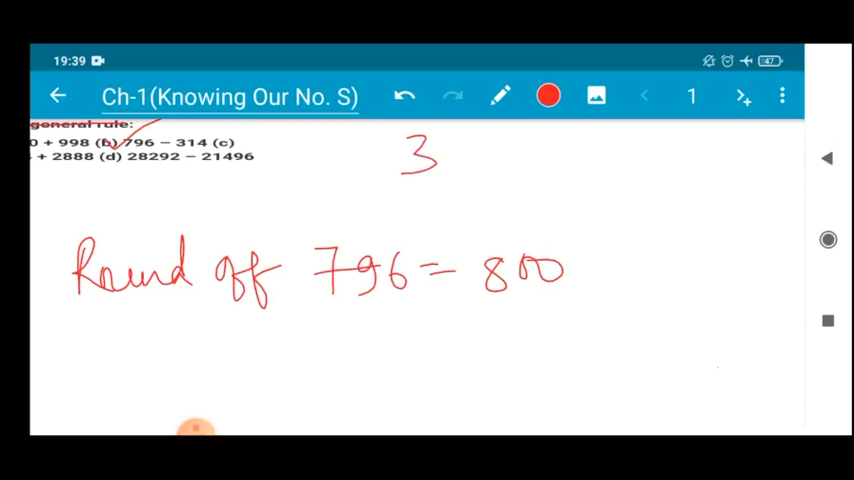 19:39
47
Ch-1(Knowing Our No. S)
1
general rule:
0 + 998 (b) 796 – 314 (c)
+ 2888 (d) 28292 – 21496
3
Round off 796 = 800